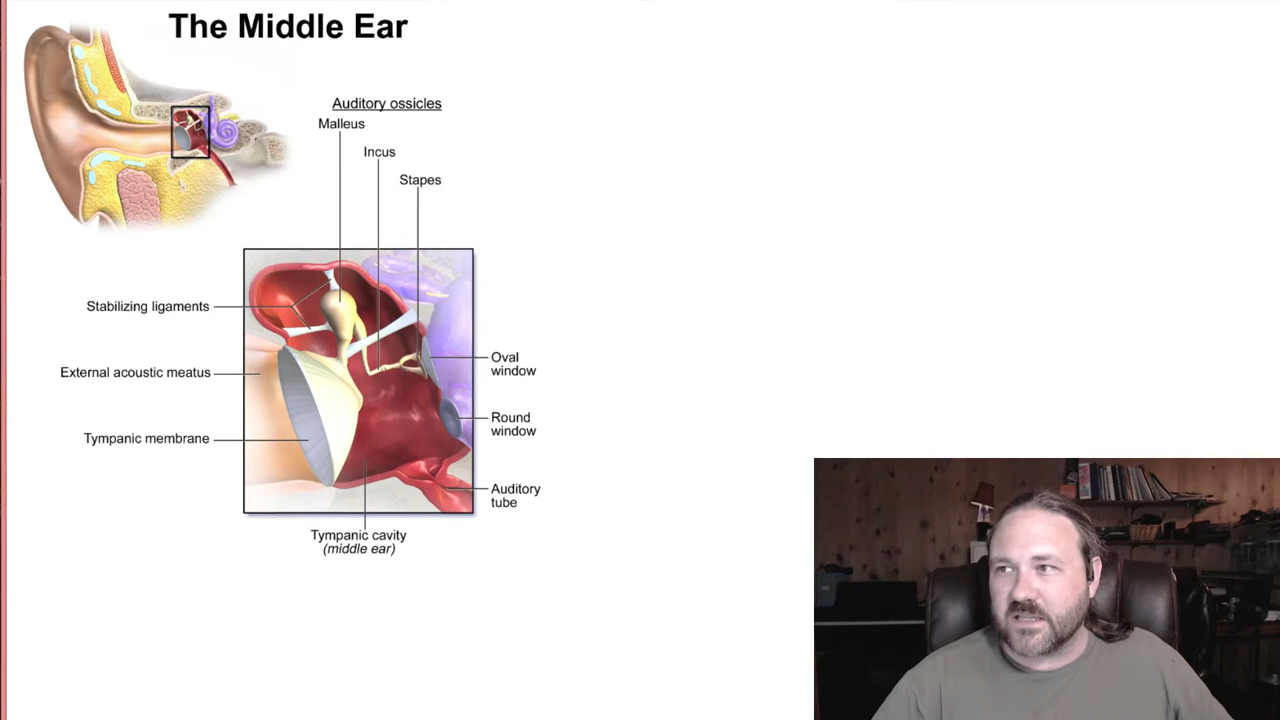 The Middle Ear
Auditory ossicles
Malleus
Incus
Stapes
Stabilizing ligaments
External acoustic meatus
Tympanic membrane
Oval
window
Round
window
Auditory
tube
Tympanic cavity
(middle ear)